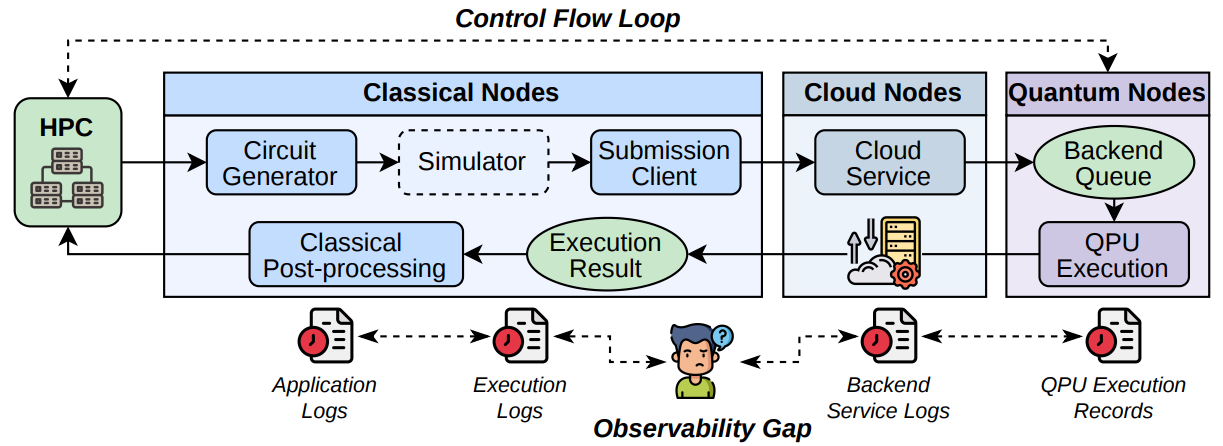 Control Flow Loop
HPC
Classical Nodes
Cloud Nodes
Quantum Nodes
Circuit
Generator
Simulator
Submission
Client
Cloud
Service
Backend
Queue
Classical
Post-processing
Execution
Result
QPU
Execution
?
Application
Logs
Execution
Logs
Observability Gap
Backend
Service Logs
QPU Execution
Records